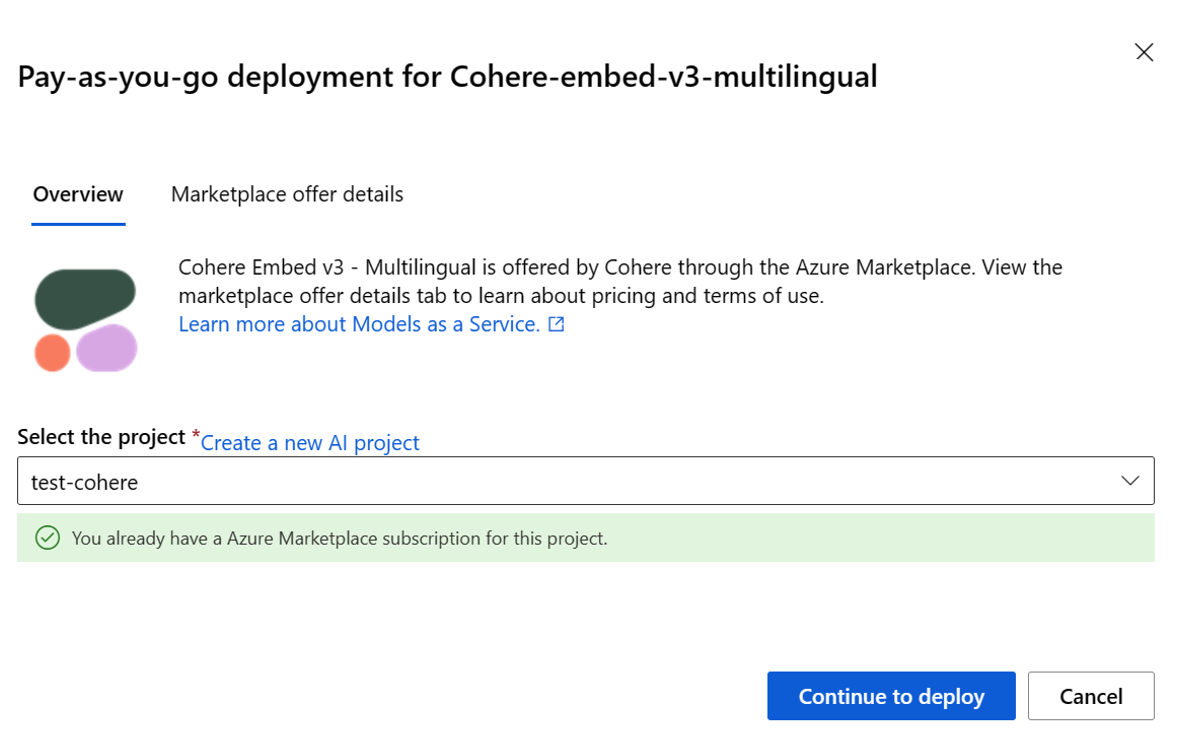 Pay-as-you-go deployment for Cohere-embed-v3-multilingual
Overview
Marketplace offer details
Cohere Embed v3 - Multilingual is offered by Cohere through the Azure Marketplace. View the
marketplace offer details tab to learn about pricing and terms of use.
Learn more about Models as a Service.
Select the project *
Create a new AI project
test-cohere
You already have a Azure Marketplace subscription for this project.
Continue to deploy
Cancel